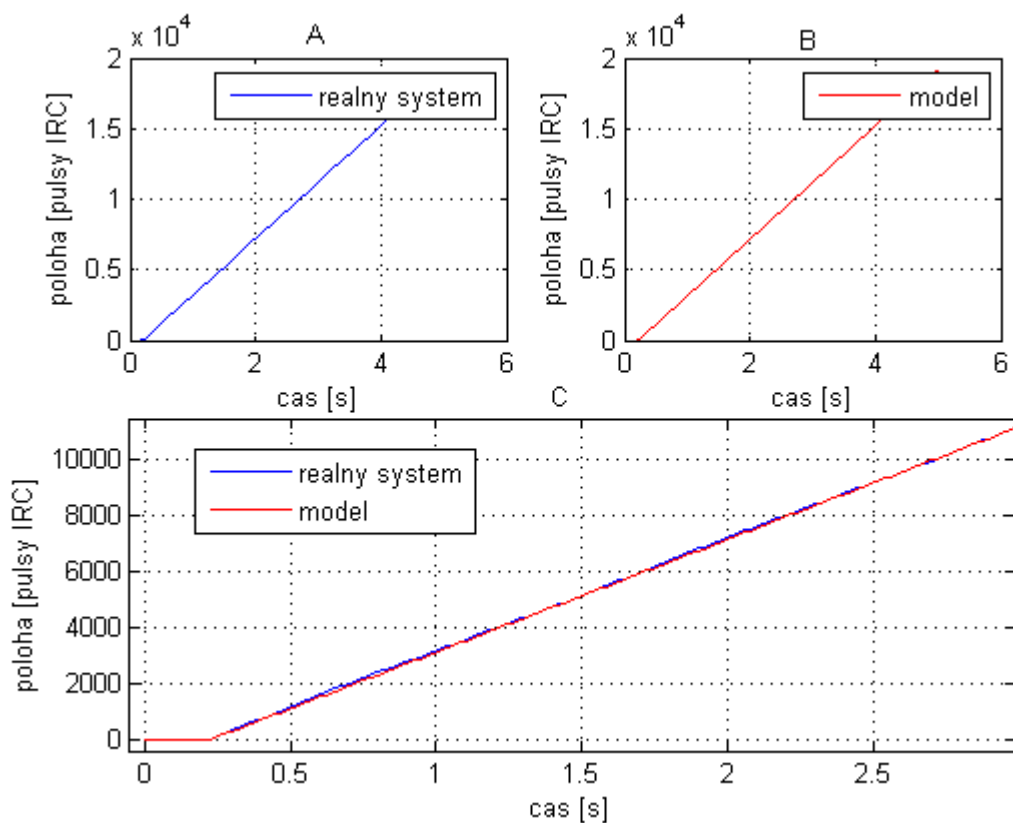 A
x 10^4
2
1.5
1
0.5
0
0 2 4 6
poloha [pulsy IRC]
cas [s]
realny system
B
x 10^4
2
1.5
1
0.5
0
0 2 4 6
poloha [pulsy IRC]
cas [s]
model
C
10000
8000
6000
4000
2000
0
0 0.5 1 1.5 2 2.5
poloha [pulsy IRC]
cas [s]
realny system
model